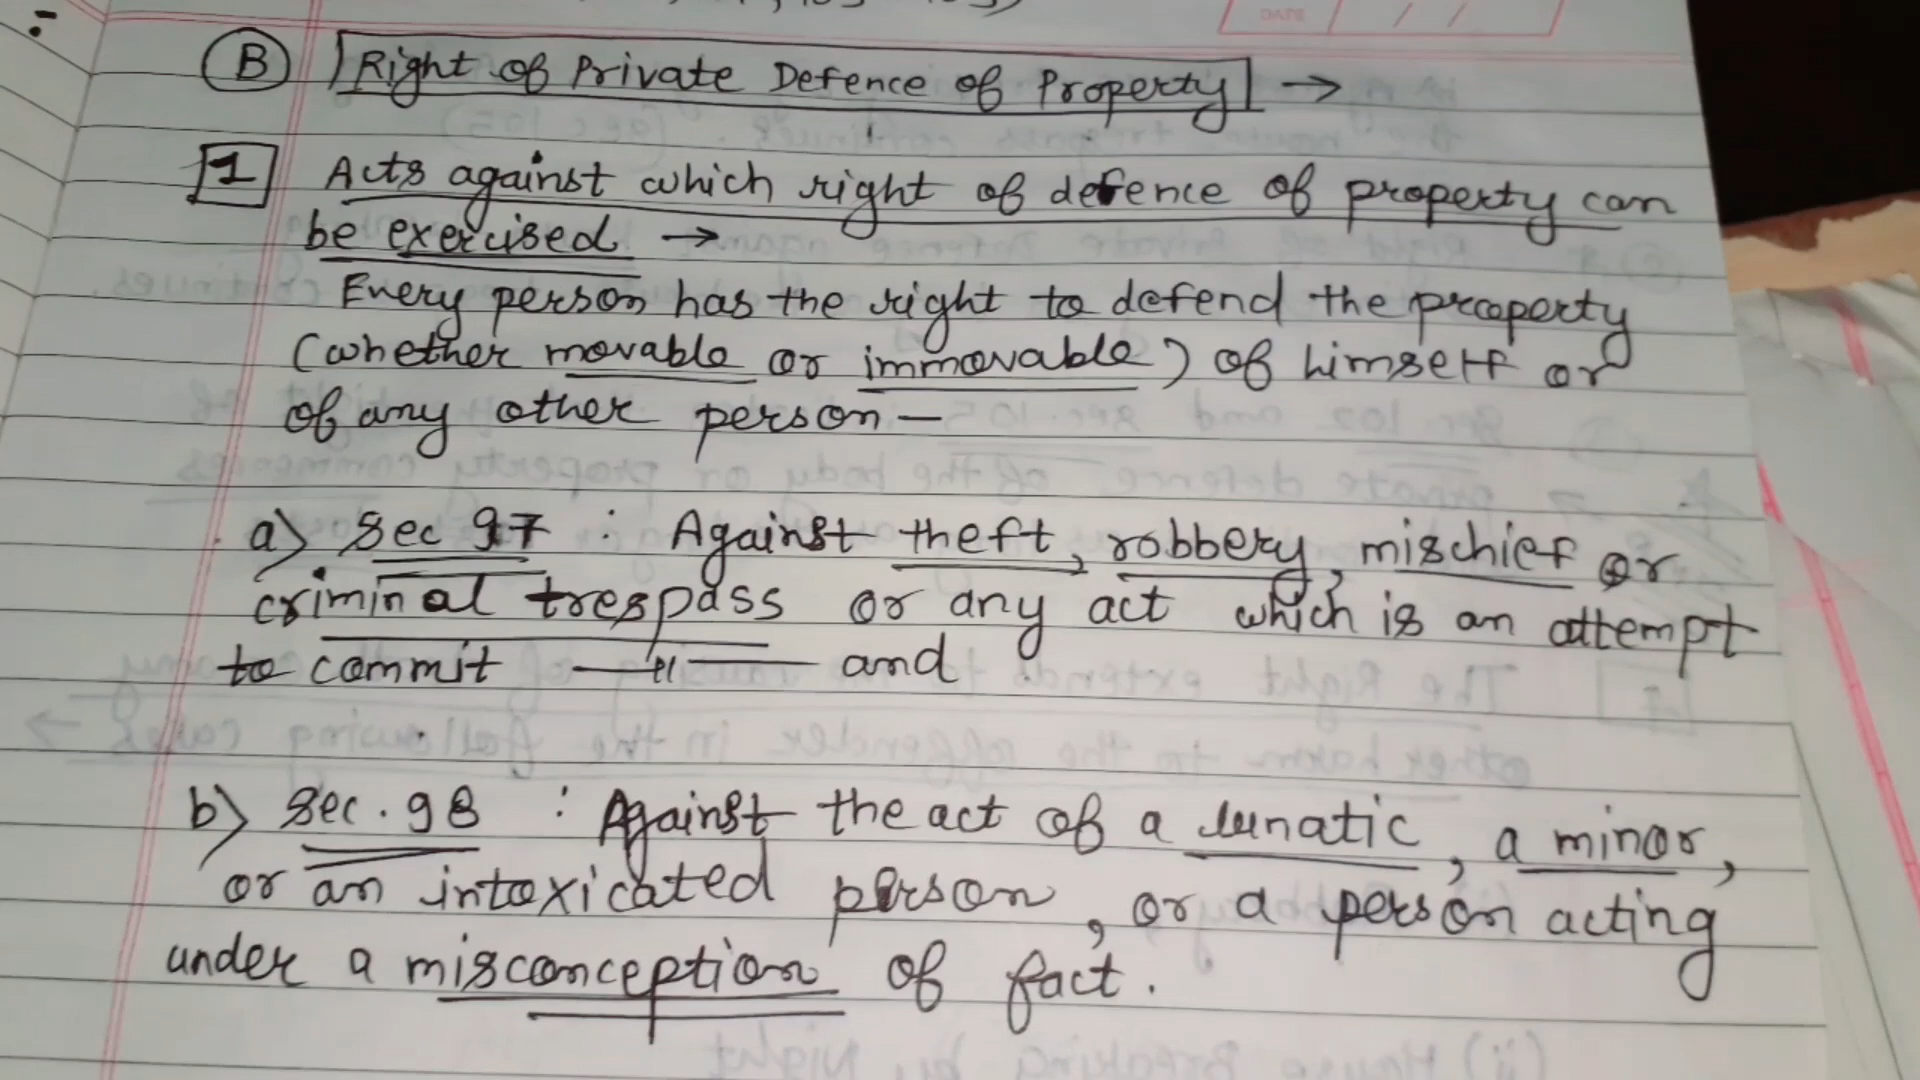 B Right of Private Defence of Property →
1 Acts against which right of defence of property can
be exercised →
Every person has the right to defend the property
(whether movable or immovable) of himself or
of any other person —
a) Sec 97 : Against theft, robbery, mischief or
criminal trespass or any act which is an attempt
to commit —"— and
b) Sec. 98 : Against the act of a lunatic, a minor,
or an intoxicated person, or a person acting
under a misconception of fact.